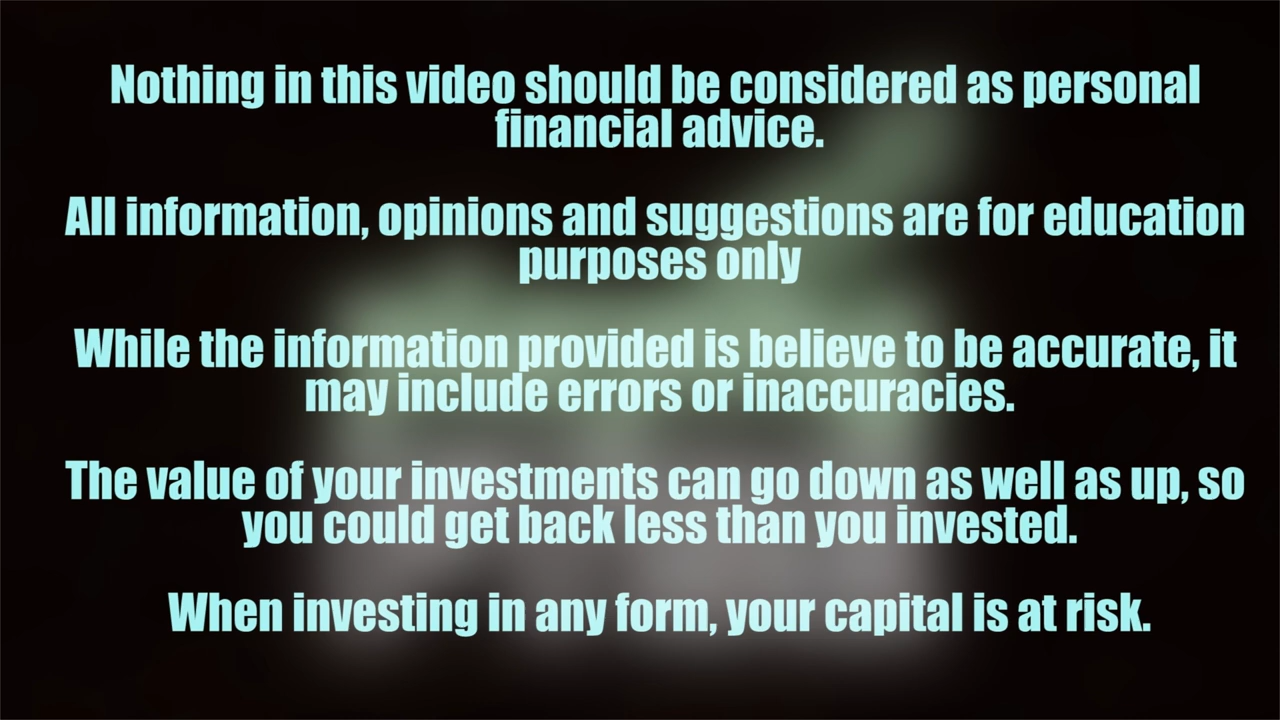 Nothing in this video should be considered as personal
financial advice.
All information, opinions and suggestions are for education
purposes only
While the information provided is believe to be accurate, it
may include errors or inaccuracies.
The value of your investments can go down as well as up, so
you could get back less than you invested.
When investing in any form, your capital is at risk.